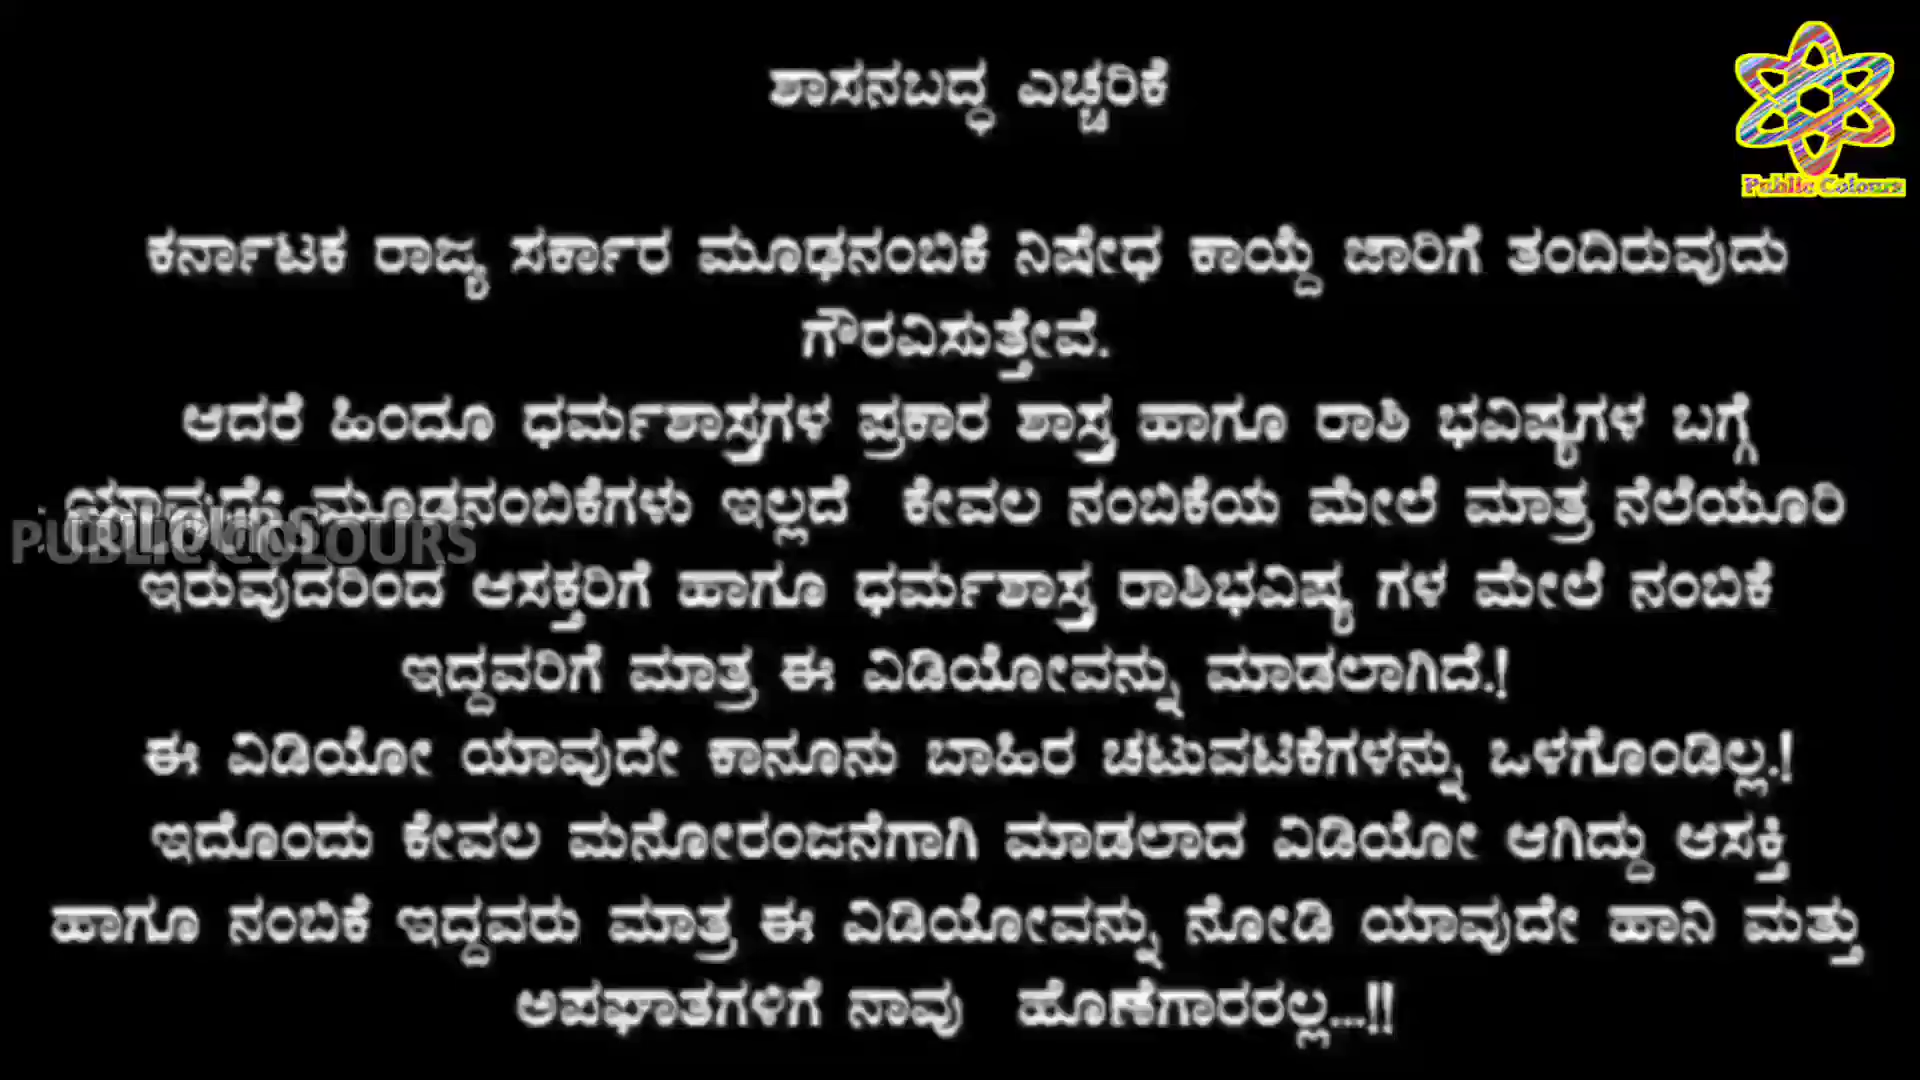 ಶಾಸನಬದ್ಧ ಎಚ್ಚರಿಕೆ
Public Colours
ಕರ್ನಾಟಕ ರಾಜ್ಯ ಸರ್ಕಾರ ಮೂಢನಂಬಿಕೆ ನಿಷೇಧ ಕಾಯ್ದೆ ಜಾರಿಗೆ ತಂದಿರುವುದು
ಗೌರವಿಸುತ್ತೇವೆ.
ಆದರೆ ಹಿಂದೂ ಧರ್ಮಶಾಸ್ತ್ರಗಳ ಪ್ರಕಾರ ಶಾಸ್ತ್ರ ಹಾಗೂ ರಾಶಿ ಭವಿಷ್ಯಗಳ ಬಗ್ಗೆ
ಯಾವುದೇ ಮೂಢನಂಬಿಕೆಗಳು ಇಲ್ಲದೆ ಕೇವಲ ನಂಬಿಕೆಯ ಮೇಲೆ ಮಾತ್ರ ನೆಲೆಯೂರಿ
PUBLIC COLOURS
ಇರುವುದರಿಂದ ಆಸಕ್ತರಿಗೆ ಹಾಗೂ ಧರ್ಮಶಾಸ್ತ್ರ ರಾಶಿಭವಿಷ್ಯ ಗಳ ಮೇಲೆ ನಂಬಿಕೆ
ಇದ್ದವರಿಗೆ ಮಾತ್ರ ಈ ವಿಡಿಯೋವನ್ನು ಮಾಡಲಾಗಿದೆ.!
ಈ ವಿಡಿಯೋ ಯಾವುದೇ ಕಾನೂನು ಬಾಹಿರ ಚಟುವಟಿಕೆಗಳನ್ನು ಒಳಗೊಂಡಿಲ್ಲ.!
ಇದೊಂದು ಕೇವಲ ಮನೋರಂಜನೆಗಾಗಿ ಮಾಡಲಾದ ವಿಡಿಯೋ ಆಗಿದ್ದು ಆಸಕ್ತಿ
ಹಾಗೂ ನಂಬಿಕೆ ಇದ್ದವರು ಮಾತ್ರ ಈ ವಿಡಿಯೋವನ್ನು ನೋಡಿ ಯಾವುದೇ ಹಾನಿ ಮತ್ತು
ಅಪಘಾತಗಳಿಗೆ ನಾವು ಹೊಣೆಗಾರರಲ್ಲ...!!